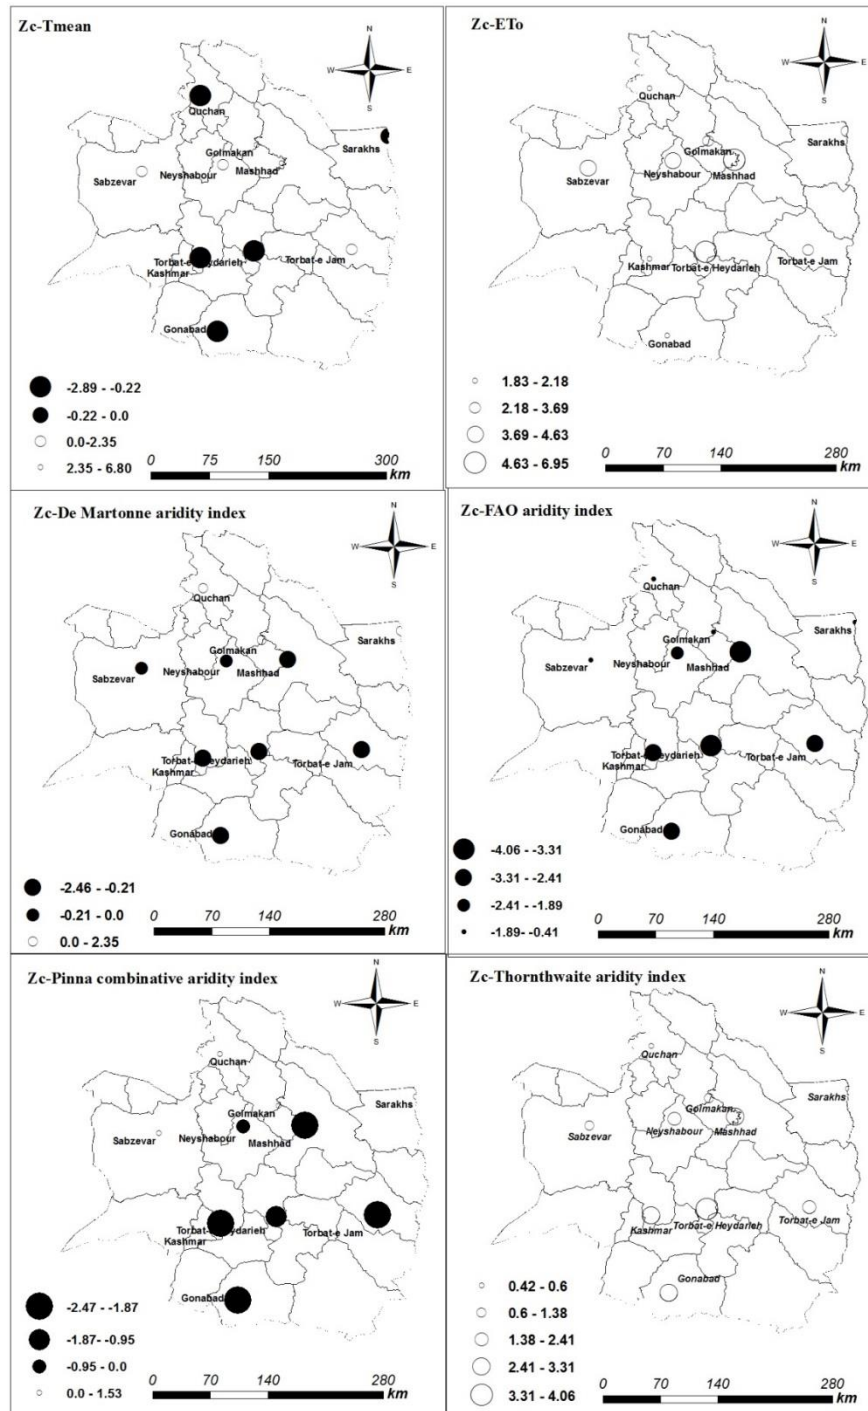 Zc-Tmean
N
W E
S
Quchan
Golmakan
Sarakhs
Sabzevar
Neyshabour
Mashhad
Torbat-e Heydarieh
Kashmar
Torbat-e Jam
Gonabad
-2.89 - -0.22
-0.22 - 0.0
0.0-2.35
2.35 - 6.80
0 75 150 300
km
Zc-ETo
N
W E
S
Quchan
Golmakan
Sarakhs
Sabzevar
Neyshabour
Mashhad
Kashmar
Torbat-e Heydarieh
Torbat-e Jam
Gonabad
1.83 - 2.18
2.18 - 3.69
3.69 - 4.63
4.63 - 6.95
0 70 140 280
km
Zc-De Martonne aridity index
N
W E
S
Quchan
Golmakan
Sarakhs
Sabzevar
Neyshabour
Mashhad
Torbat-e Heydarieh
Kashmar
Torbat-e Jam
Gonabad
-2.46 - -0.21
-0.21 - 0.0
0.0 - 2.35
0 70 140 280
km
Zc-FAO aridity index
N
W E
S
Quchan
Golmakan
Sarakhs
Sabzevar
Neyshabour
Mashhad
Torbat-e Heydarieh
Kashmar
Torbat-e Jam
Gonabad
-4.06 - -3.31
-3.31 - -2.41
-2.41 - -1.89
-1.89- -0.41
0 70 140 280
km
Zc-Pinna combinative aridity index
N
W E
S
Quchan
Golmakan
Sarakhs
Sabzevar
Neyshabour
Mashhad
Torbat-e Heydarieh
Kashmar
Torbat-e Jam
Gonabad
-2.47 - -1.87
-1.87- -0.95
-0.95 - 0.0
0.0 - 1.53
0 70 140 280
km
Zc-Thornthwaite aridity index
N
W E
S
Quchan
Golmakan
Sarakhs
Sabzevar
Neyshabour
Mashhad
Kashmar
Torbat-e Heydarieh
Torbat-e Jam
Gonabad
0.42 - 0.6
0.6 - 1.38
1.38 - 2.41
2.41 - 3.31
3.31 - 4.06
0 70 140 280
km